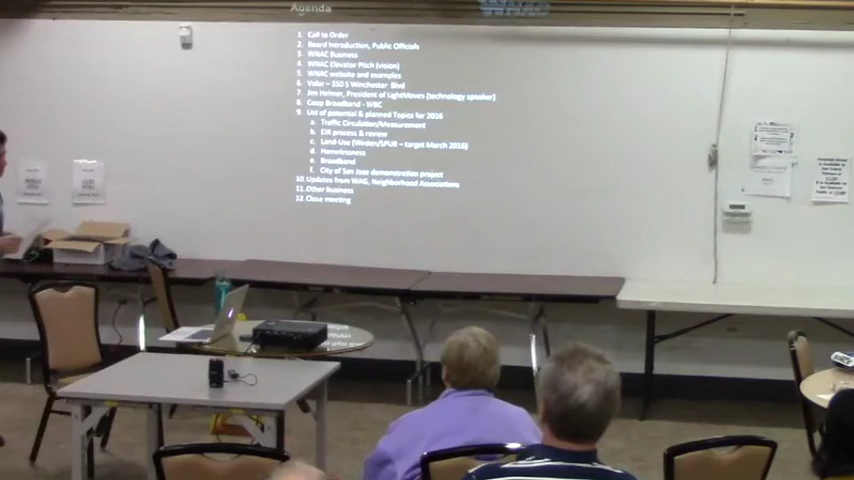 Agenda
WNAC
1. Call to Order
2. Board Introduction, Public Officials
3. WNAC Business
4. WNAC Elevator Pitch (vision)
5. WNAC website and examples
6. Volar – 350 S Winchester Blvd
7. Jim Helmer, President of LightMoves (technology speaker)
8. Coop Broadband - WBC
9. List of potential & planned Topics for 2016
a. Traffic Circulation/Measurement
b. EIR process & review
c. Land-Use (Weden/SPUR – target March 2016)
d. Homelessness
e. Broadband
f. City of San Jose demonstration project
10. Updates from WAG, Neighborhood Associations
11. Other business
12. Close meeting